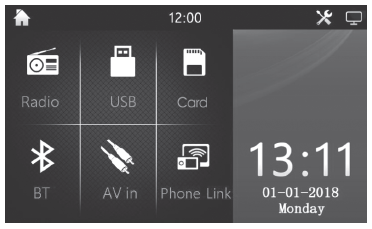 12:00
Radio
USB
Card
BT
AV in
Phone Link
13:11
01-01-2018
Monday